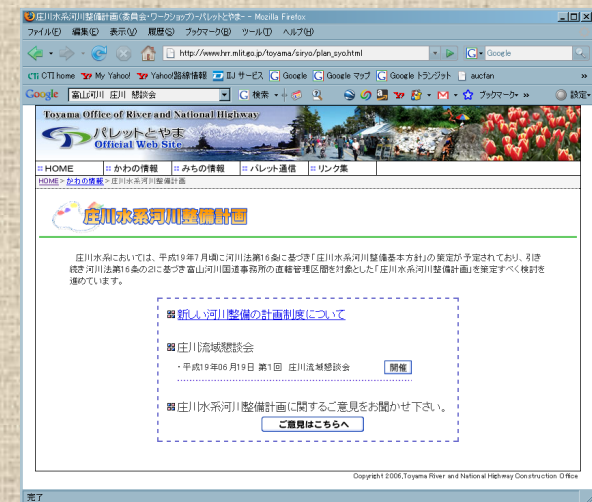 庄川水系河川整備計画(委員会・ワークショップ)-パレットとやま- - Mozilla Firefox
ファイル(F) 編集(E) 表示(V) 履歴(S) ブックマーク(B) ツール(T) ヘルプ(H)
http://www.hrr.mlit.go.jp/toyama/siryo/plan_syo.html Google
CTI home My Yahoo! Yahoo!路線情報 IIJ サービス Google Google マップ Google トランジット aucfan »
Google 富山河川 庄川 懇談会 G 検索 ブックマーク » 設定
Toyama Office of River and National Highway
パレットとやま
Official Web Site
HOME かわの情報 みちの情報 パレット通信 リンク集
HOME > かわの情報 > 庄川水系河川整備計画
庄川水系河川整備計画
庄川水系においては、平成19年7月頃に河川法第16条に基づき「庄川水系河川整備基本方針」の策定が予定されており、引き
続き河川法第16条の2に基づき富山河川国道事務所の直轄管理区間を対象とした「庄川水系河川整備計画」を策定すべく検討を
進めています。
新しい河川整備の計画制度について
庄川流域懇談会
・平成19年06月19日 第1回 庄川流域懇談会 開催
庄川水系河川整備計画に関するご意見をお聞かせ下さい。
ご意見はこちらへ
Copyright 2006,Toyama River and National Highway Construction Office
完了